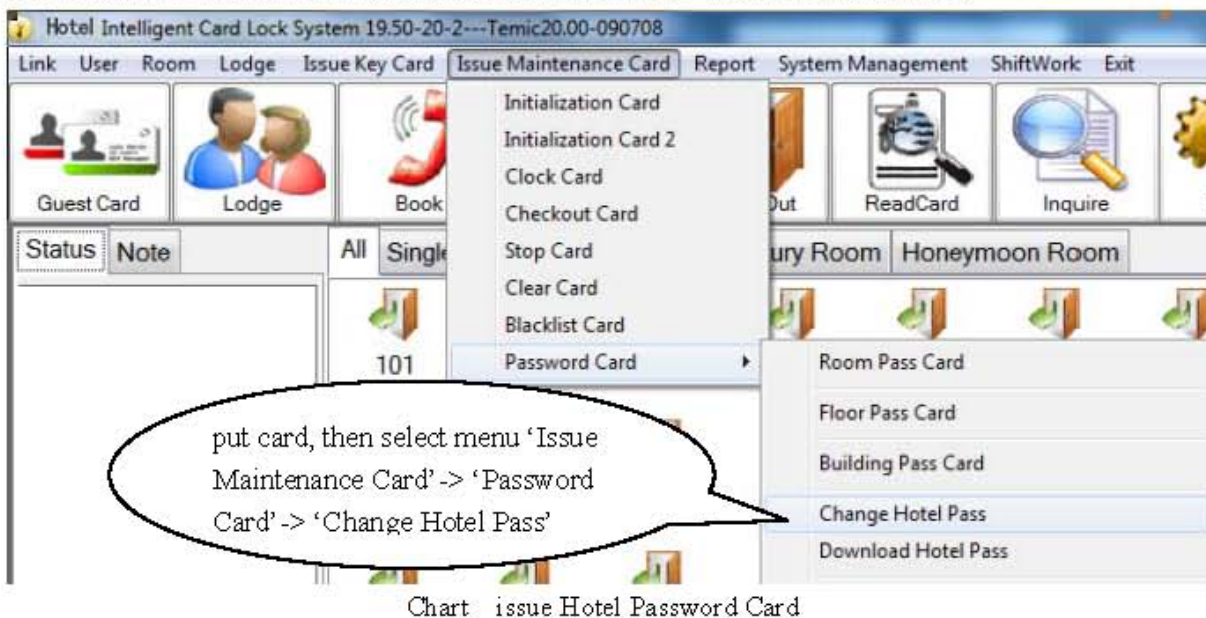 Hotel Intelligent Card Lock System 19.50-20-2---Temic20.00-090708
Link User Room Lodge Issue Key Card Issue Maintenance Card Report System Management ShiftWork Exit
Initialization Card
Initialization Card 2
Clock Card
Checkout Card
Stop Card
Clear Card
Blacklist Card
Password Card
Guest Card Lodge Book Out ReadCard Inquire
Status Note All Single ury Room Honeymoon Room
101
Room Pass Card
Floor Pass Card
Building Pass Card
Change Hotel Pass
Download Hotel Pass
put card, then select menu ‘Issue
Maintenance Card’ -> ‘Password
Card’ -> ‘Change Hotel Pass’
Chart issue Hotel Password Card